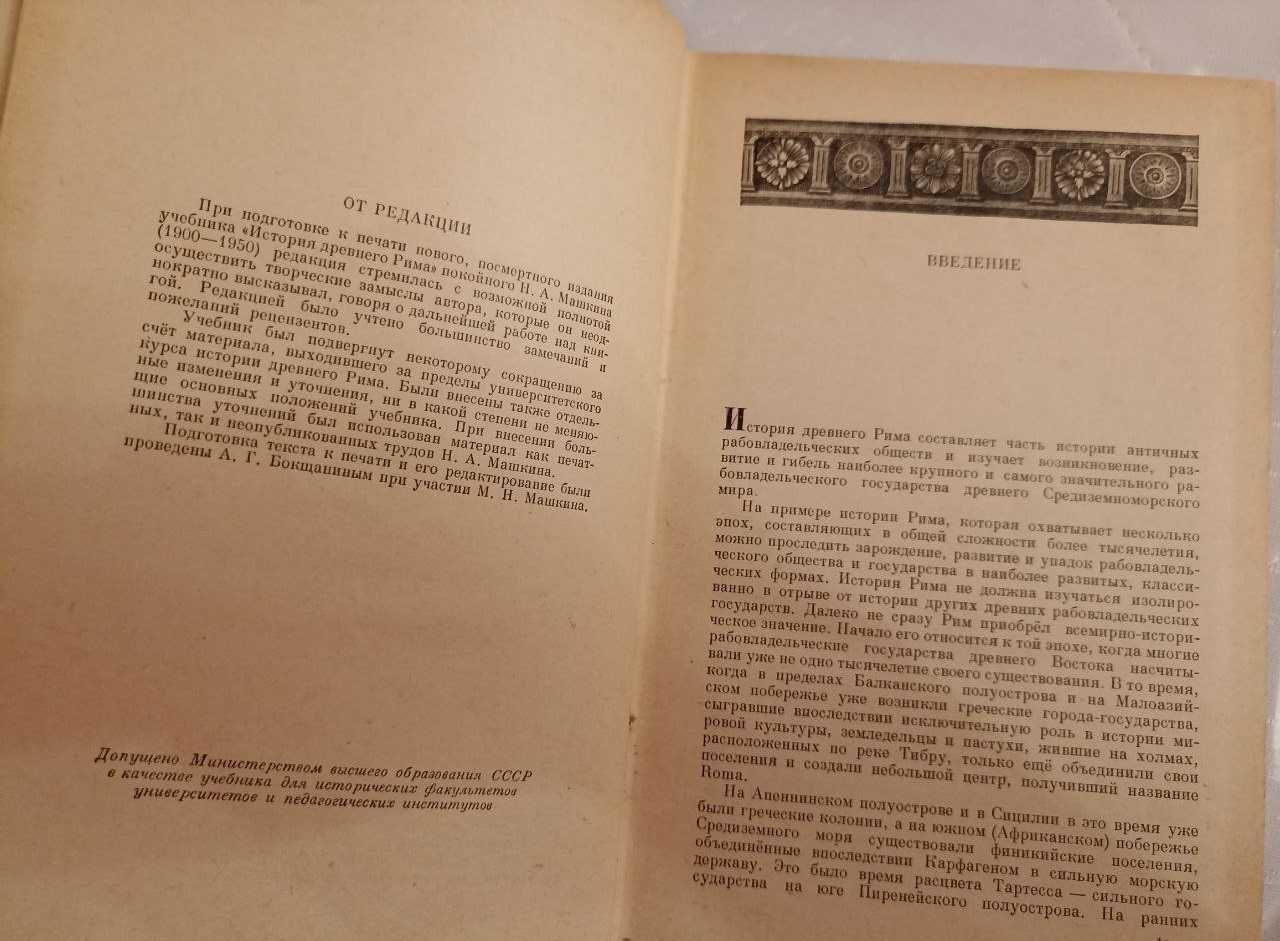 ОТ РЕДАКЦИИ
При подготовке к печати нового, посмертного издания
учебника «История древнего Рима» покойного Н. А. Машкина
(1900—1950) редакция стремилась с возможной полнотой
осуществить творческие замыслы автора, которые он неод-
нократно высказывал, говоря о дальнейшей работе над кни-
гой. Редакцией было учтено большинство замечаний и
пожеланий рецензентов.
Учебник был подвергнут некоторому сокращению за
счёт материала, выходившего за пределы университетского
курса истории древнего Рима. Были внесены также отдель-
ные изменения и уточнения, ни в какой степени не меняю-
щие основных положений учебника. При внесении боль-
шинства уточнений был использован материал как печат-
ных, так и неопубликованных трудов Н. А. Машкина.
Подготовка текста к печати и его редактирование были
проведены А. Г. Бокщаниным при участии М. Н. Машкина.
Допущено Министерством высшего образования СССР
в качестве учебника для исторических факультетов
университетов и педагогических институтов
ВВЕДЕНИЕ
История древнего Рима составляет часть истории античных
рабовладельческих обществ и изучает возникновение, раз-
витие и гибель наиболее крупного и самого значительного ра-
бовладельческого государства древнего Средиземноморского
мира.
На примере истории Рима, которая охватывает несколько
эпох, составляющих в общей сложности более тысячелетия,
можно проследить зарождение, развитие и упадок рабовладель-
ческого общества и государства в наиболее развитых, класси-
ческих формах. История Рима не должна изучаться изолиро-
ванно в отрыве от истории других древних рабовладельческих
государств. Далеко не сразу Рим приобрёл всемирно-истори-
ческое значение. Начало его относится к той эпохе, когда многие
рабовладельческие государства древнего Востока насчиты-
вали уже не одно тысячелетие своего существования. В то время,
когда в пределах Балканского полуострова и на Малоазий-
ском побережье уже возникли греческие города-государства,
сыгравшие впоследствии исключительную роль в истории ми-
ровой культуры, земледельцы и пастухи, жившие на холмах,
расположенных по реке Тибру, только ещё объединили свои
поселения и создали небольшой центр, получивший название
Roma.
На Апеннинском полуострове и в Сицилии в это время уже
были греческие колонии, а на южном (Африканском) побережье
Средиземного моря существовали финикийские поселения,
объединённые впоследствии Карфагеном в сильную морскую
державу. Это было время расцвета Тартесса — сильного го-
сударства на юге Пиренейского полуострова. На ранних